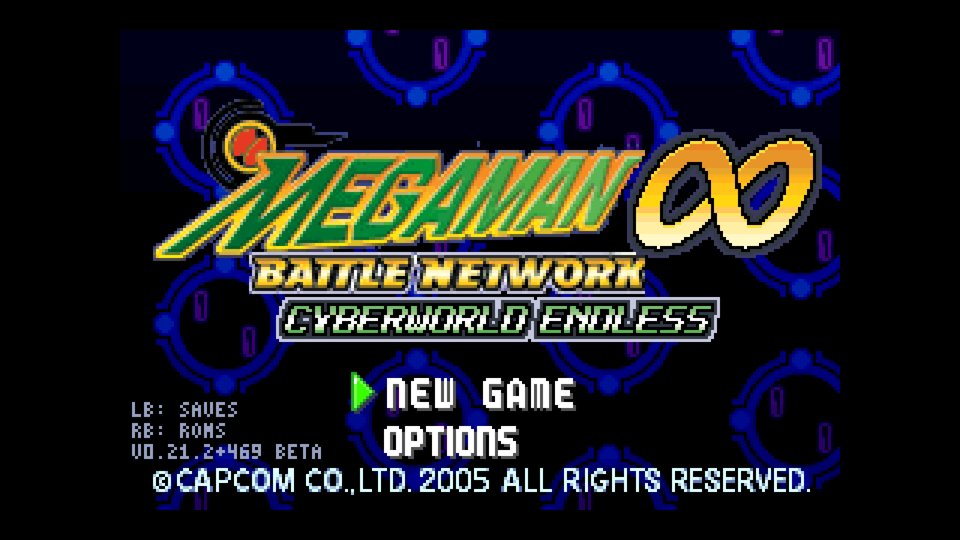 MEGAMAN ∞
BATTLE NETWORK
CYBERWORLD ENDLESS
NEW GAME
OPTIONS
LB: SAVES
RB: ROMS
V0.21.2+469 BETA
©CAPCOM CO.,LTD. 2005 ALL RIGHTS RESERVED.